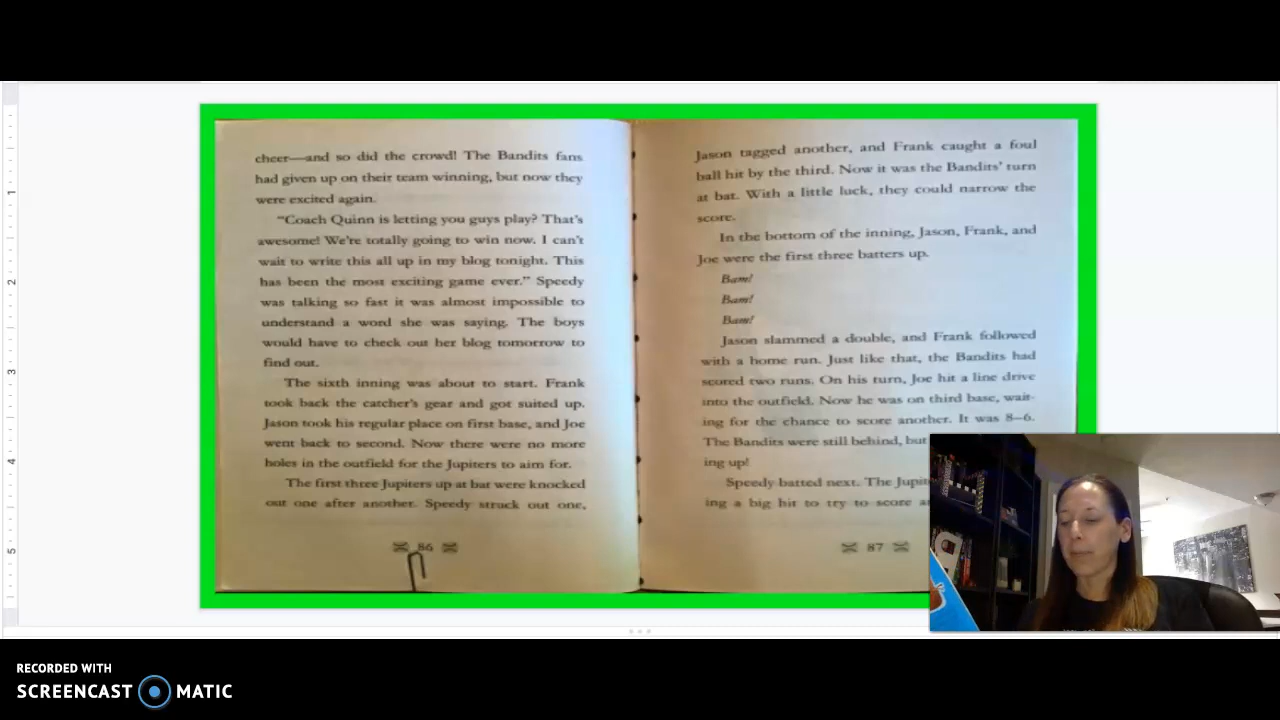 cheer—and so did the crowd! The Bandits fans
had given up on their team winning, but now they
were excited again.
"Coach Quinn is letting you guys play? That's
awesome! We're totally going to win now. I can't
wait to write this all up in my blog tonight. This
has been the most exciting game ever." Speedy
was talking so fast it was almost impossible to
understand a word she was saying. The boys
would have to check out her blog tomorrow to
find out.
The sixth inning was about to start. Frank
took back the catcher's gear and got suited up.
Jason took his regular place on first base, and Joe
went back to second. Now there were no more
holes in the outfield for the Jupiters to aim for.
The first three Jupiters up at bat were knocked
out one after another. Speedy struck out one,
86
Jason tagged another, and Frank caught a foul
ball hit by the third. Now it was the Bandits' turn
at bat. With a little luck, they could narrow the
score.
In the bottom of the inning, Jason, Frank, and
Joe were the first three batters up.
Bam!
Bam!
Bam!
Jason slammed a double, and Frank followed
with a home run. Just like that, the Bandits had
scored two runs. On his turn, Joe hit a line drive
into the outfield. Now he was on third base, wait-
ing for the chance to score another. It was 8–6.
The Bandits were still behind, but
ing up!
Speedy batted next. The
ing a big hit to try to score
87
1
2
3
4
5
RECORDED WITH
SCREENCAST MATIC